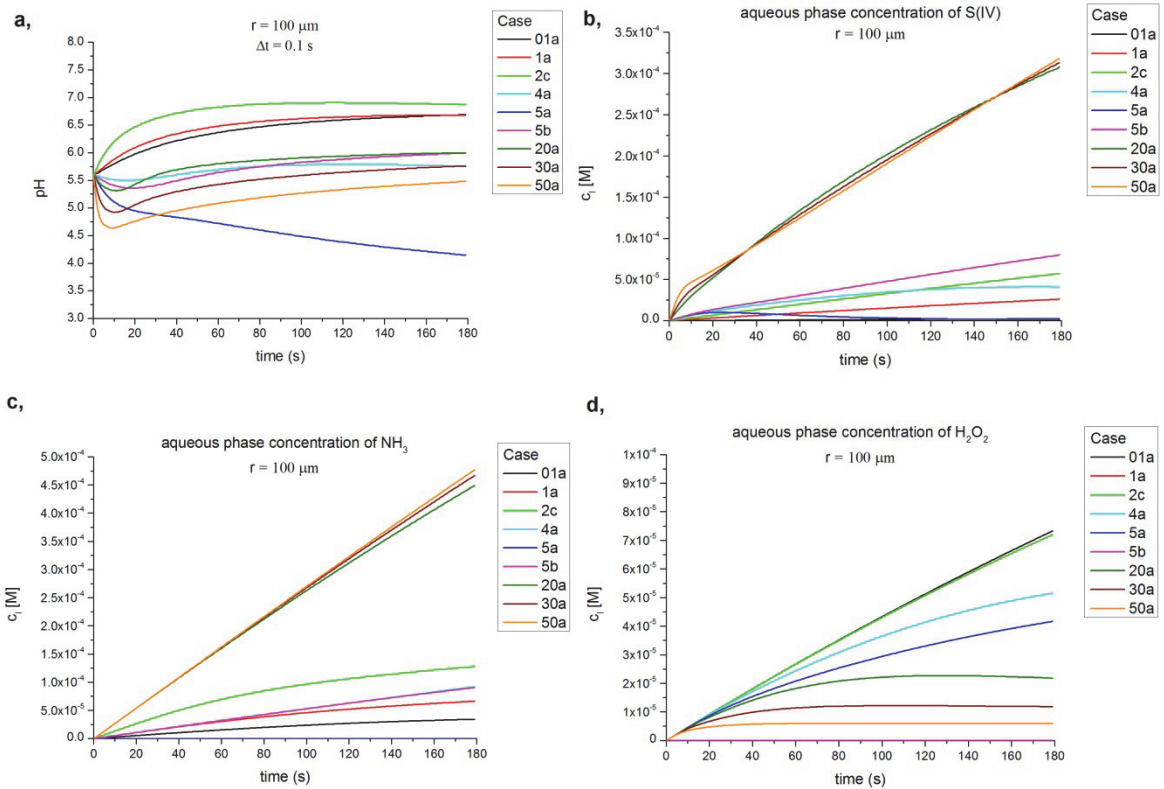 a,
r = 100 μm
Δt = 0.1 s
8.0
7.5
7.0
6.5
6.0
5.5
5.0
4.5
4.0
3.5
3.0
pH
0 20 40 60 80 100 120 140 160 180
time (s)
Case
01a
1a
2c
4a
5a
5b
20a
30a
50a
b,
aqueous phase concentration of S(IV)
r = 100 μm
3.5x10-4
3.0x10-4
2.5x10-4
2.0x10-4
1.5x10-4
1.0x10-4
5.0x10-5
0.0
cl [M]
0 20 40 60 80 100 120 140 160 180
time (s)
Case
01a
1a
2c
4a
5a
5b
20a
30a
50a
c,
aqueous phase concentration of NH3
r = 100 μm
5.0x10-4
4.5x10-4
4.0x10-4
3.5x10-4
3.0x10-4
2.5x10-4
2.0x10-4
1.5x10-4
1.0x10-4
5.0x10-5
0.0
cl [M]
0 20 40 60 80 100 120 140 160 180
time (s)
Case
01a
1a
2c
4a
5a
5b
20a
30a
50a
d,
aqueous phase concentration of H2O2
r = 100 μm
1x10-4
9x10-5
8x10-5
7x10-5
6x10-5
5x10-5
4x10-5
3x10-5
2x10-5
1x10-5
0
cl [M]
0 20 40 60 80 100 120 140 160 180
time (s)
Case
01a
1a
2c
4a
5a
5b
20a
30a
50a